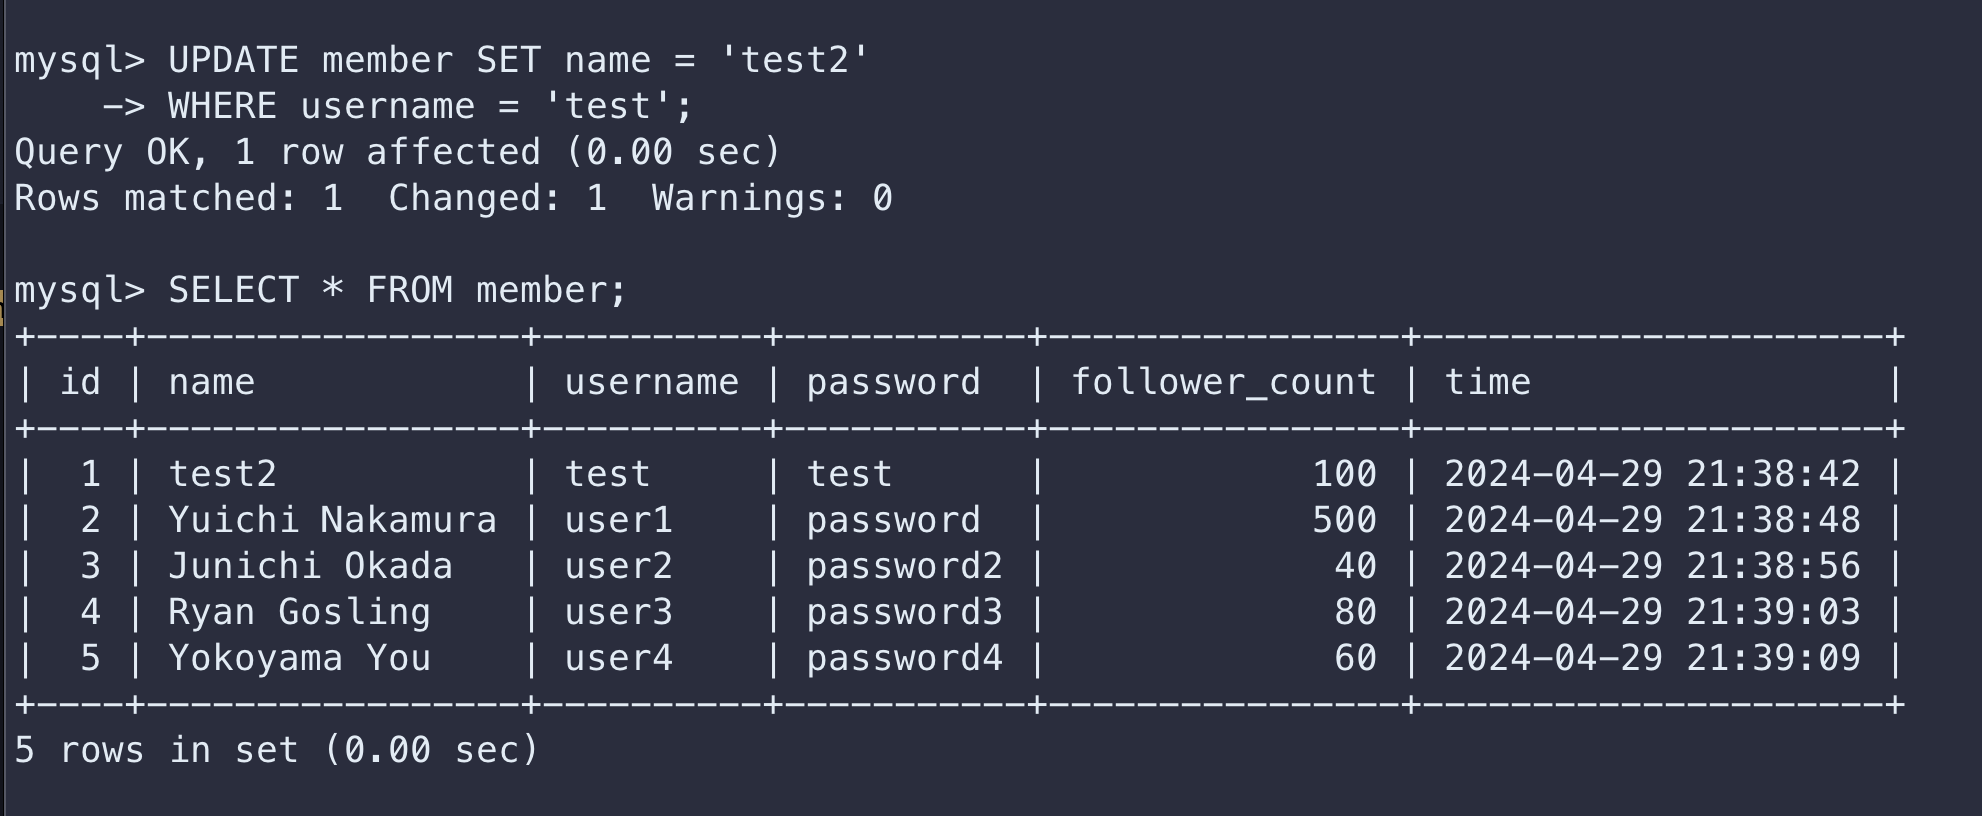 mysql> UPDATE member SET name = 'test2'
    -> WHERE username = 'test';
Query OK, 1 row affected (0.00 sec)
Rows matched: 1  Changed: 1  Warnings: 0

mysql> SELECT * FROM member;
+----+-----------------+----------+-----------+----------------+---------------------+
| id | name            | username | password  | follower_count | time                |
+----+-----------------+----------+-----------+----------------+---------------------+
|  1 | test2           | test     | test      |            100 | 2024-04-29 21:38:42 |
|  2 | Yuichi Nakamura | user1    | password  |            500 | 2024-04-29 21:38:48 |
|  3 | Junichi Okada   | user2    | password2 |             40 | 2024-04-29 21:38:56 |
|  4 | Ryan Gosling    | user3    | password3 |             80 | 2024-04-29 21:39:03 |
|  5 | Yokoyama You    | user4    | password4 |             60 | 2024-04-29 21:39:09 |
+----+-----------------+----------+-----------+----------------+---------------------+
5 rows in set (0.00 sec)